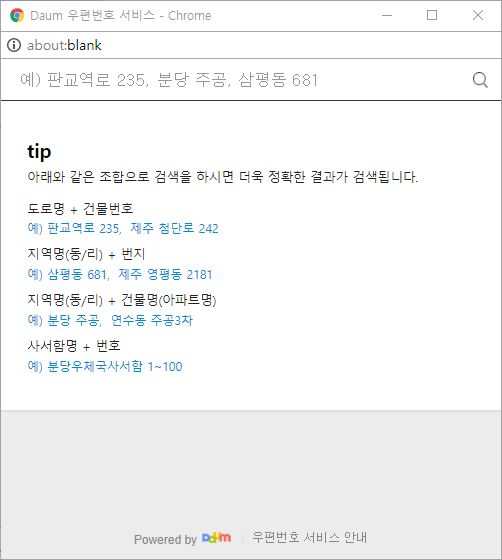 Daum 우편번호 서비스 - Chrome
about:blank
예) 판교역로 235, 분당 주공, 삼평동 681
tip
아래와 같은 조합으로 검색을 하시면 더욱 정확한 결과가 검색됩니다.
도로명 + 건물번호
예) 판교역로 235, 제주 첨단로 242
지역명(동/리) + 번지
예) 삼평동 681, 제주 영평동 2181
지역명(동/리) + 건물명(아파트명)
예) 분당 주공, 연수동 주공3차
사서함명 + 번호
예) 분당우체국사서함 1~100
Powered by Daum 우편번호 서비스 안내